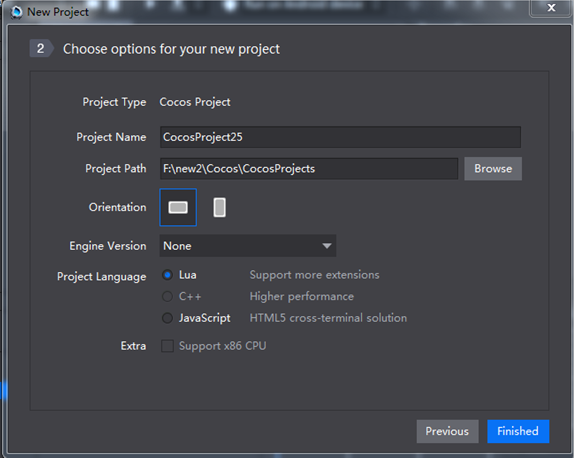 New Project
2 Choose options for your new project
Project Type Cocos Project
Project Name CocosProject25
Project Path F:\new2\Cocos\CocosProjects Browse
Orientation
Engine Version None
Project Language Lua Support more extensions
C++ Higher performance
JavaScript HTML5 cross-terminal solution
Extra Support x86 CPU
Previous Finished